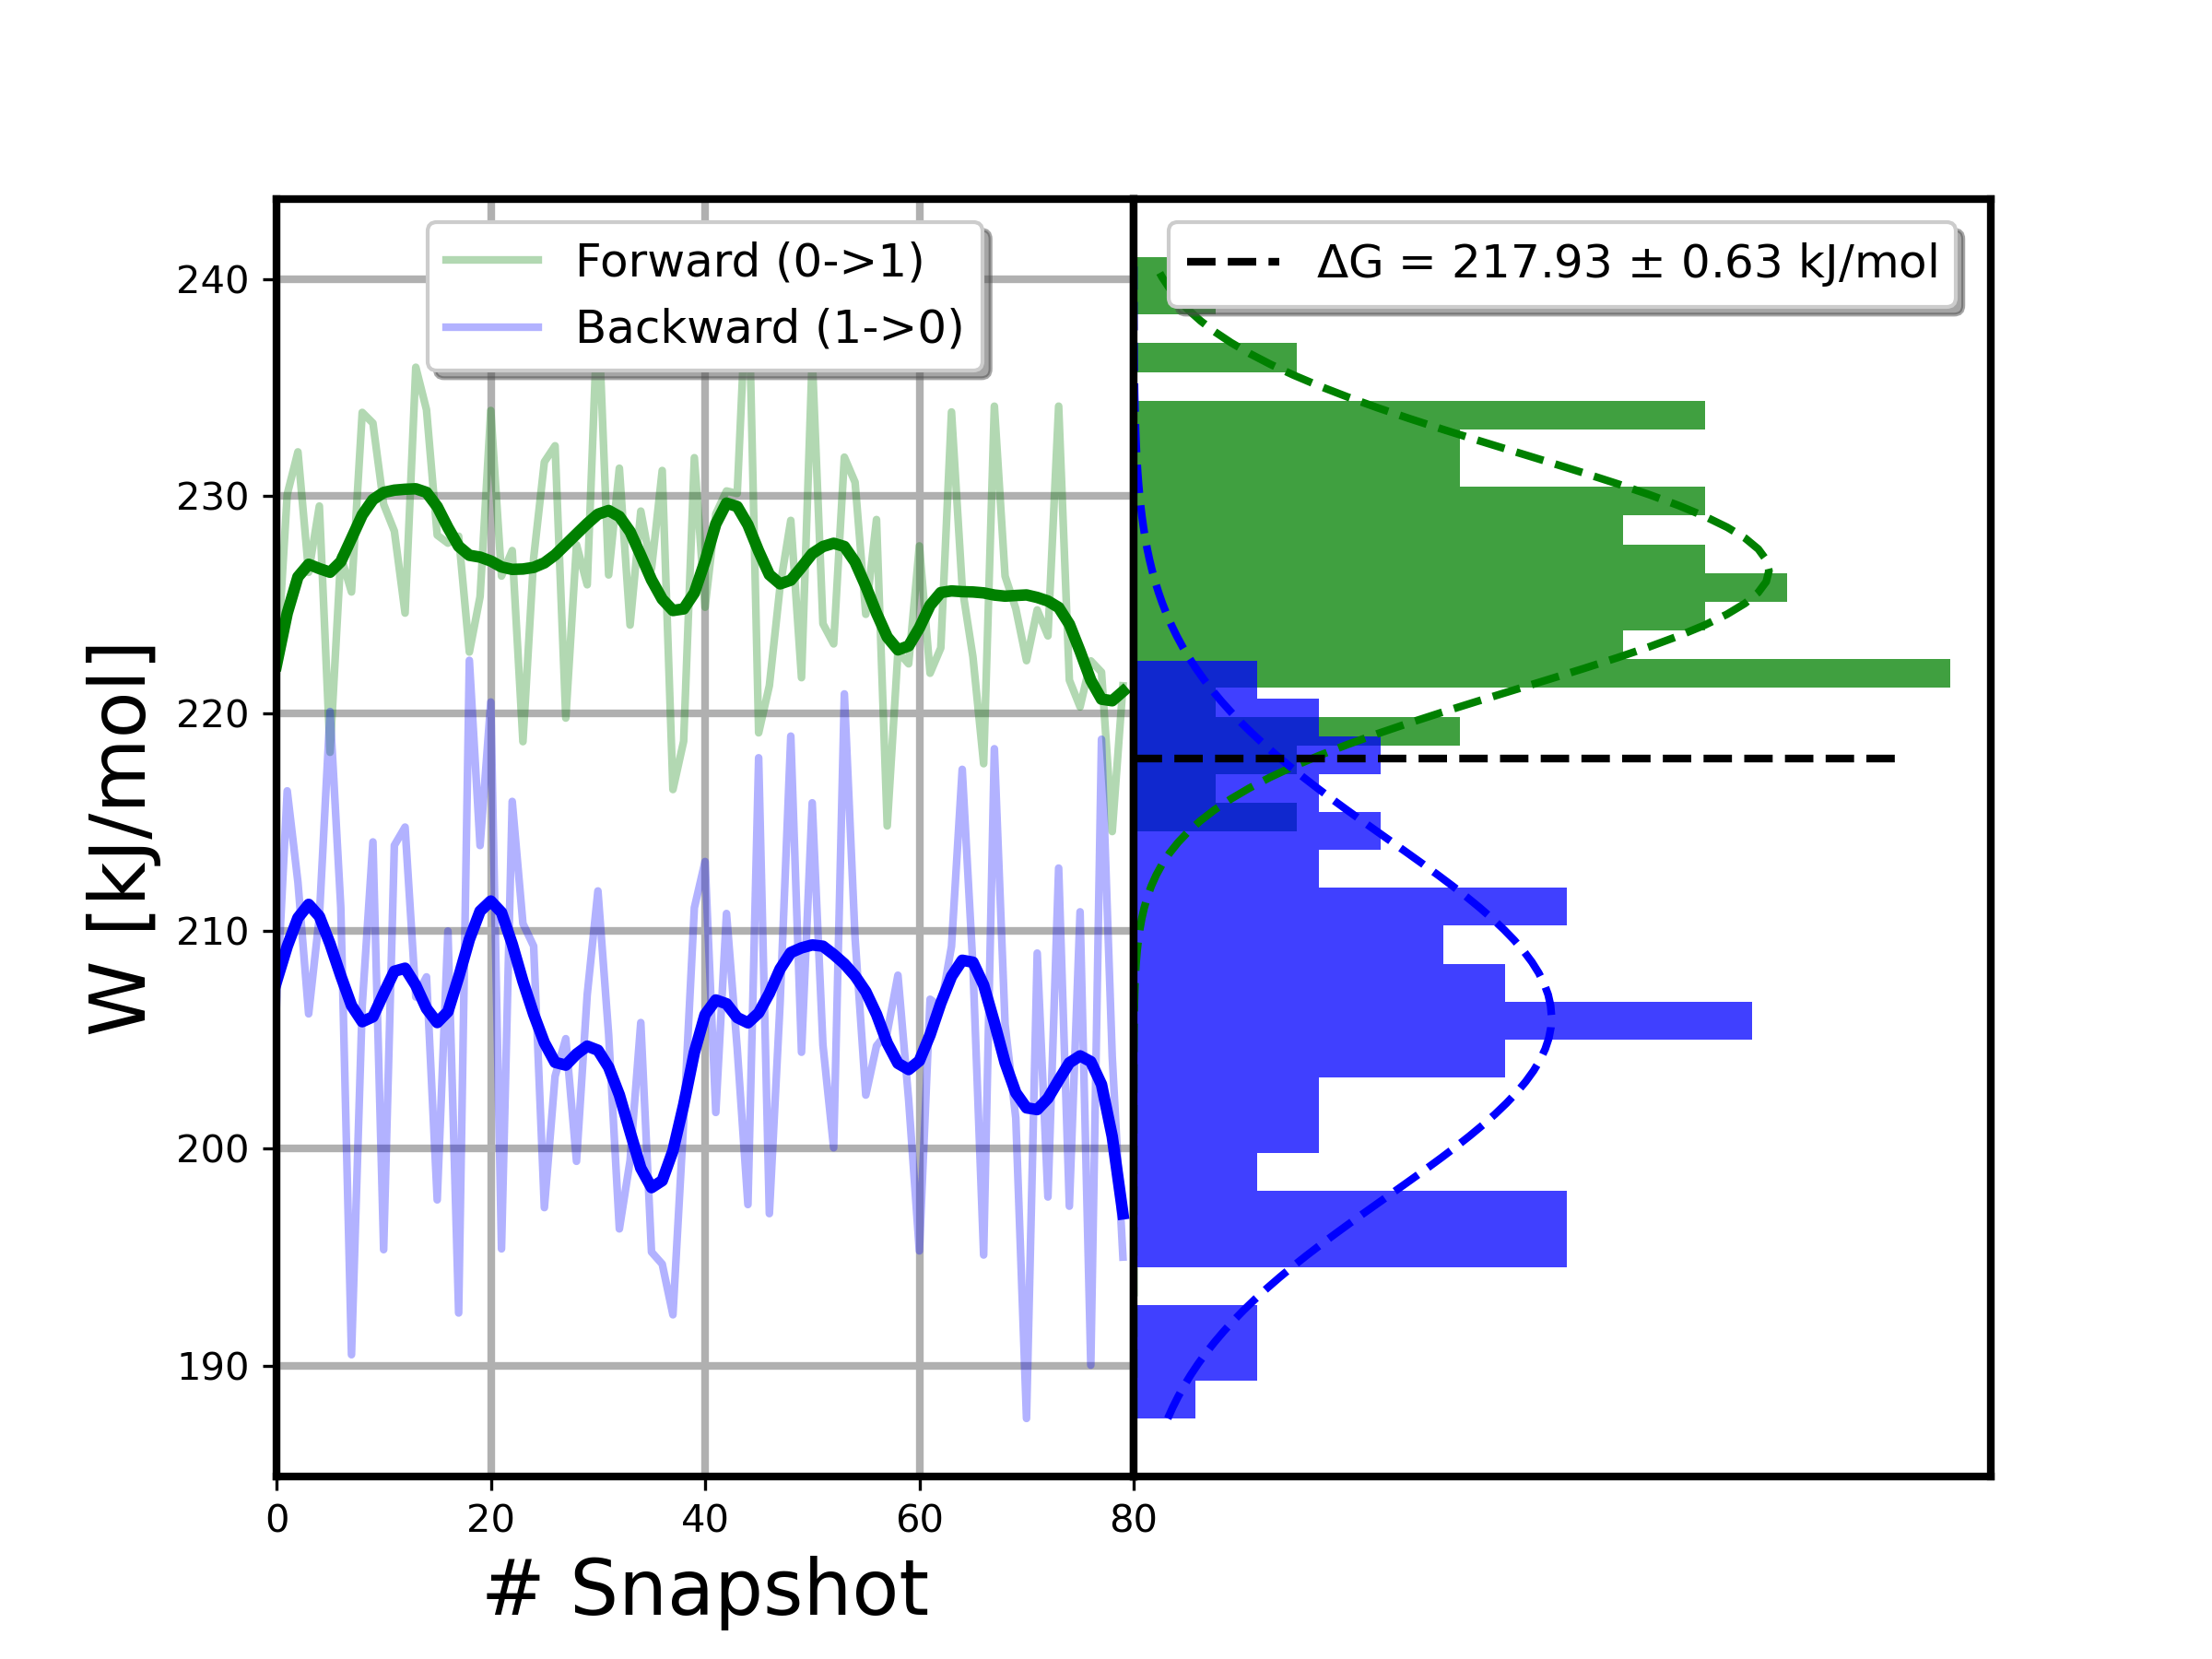 Forward (0->1)
Backward (1->0)
ΔG = 217.93 ± 0.63 kJ/mol
W [kJ/mol]
240
230
220
210
200
190
0 20 40 60 80
# Snapshot